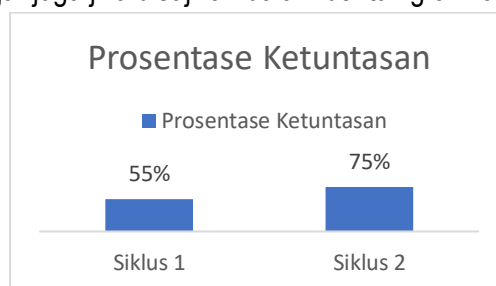 Prosentase Ketuntasan
Prosentase Ketuntasan
55%
75%
Siklus 1
Siklus 2